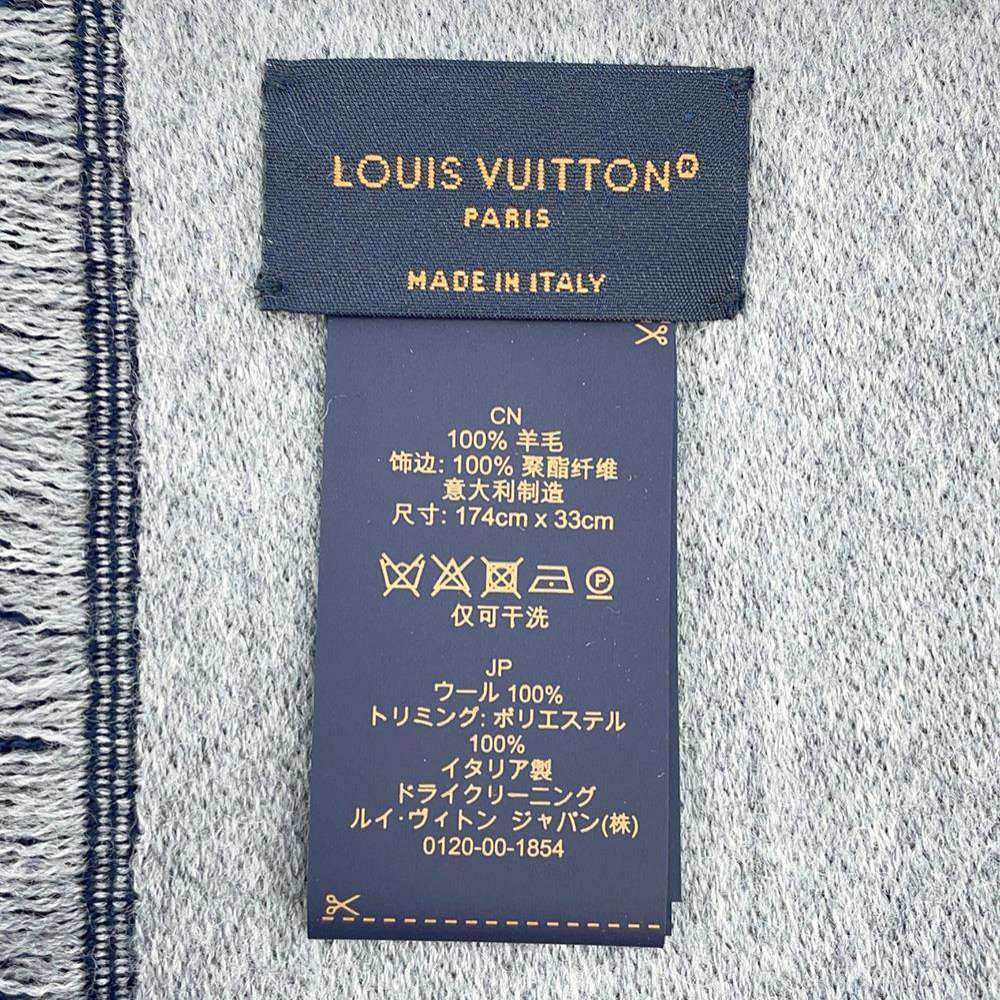 LOUIS VUITTON®
PARIS
MADE IN ITALY
CN
100% 羊毛
饰边: 100% 聚酯纤维
意大利制造
尺寸: 174cm x 33cm
P
仅可干洗
JP
ウール 100%
トリミング: ポリエステル
100%
イタリア製
ドライクリーニング
ルイ·ヴィトン ジャパン(株)
0120-00-1854